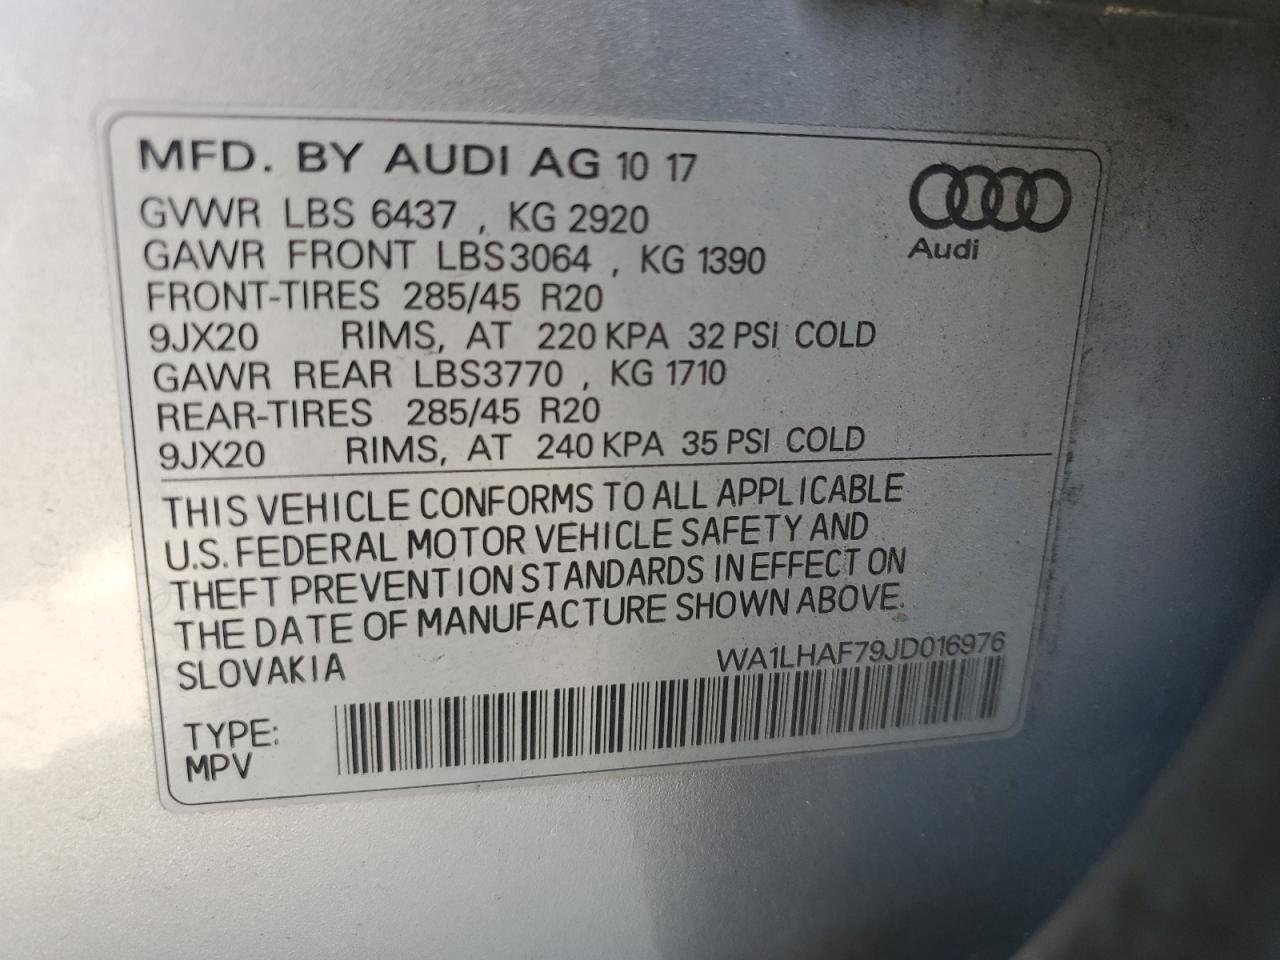 MFD. BY AUDI AG 10 17
GVWR LBS 6437 , KG 2920
GAWR FRONT LBS3064 , KG 1390
FRONT-TIRES 285/45 R20
9JX20 RIMS, AT 220 KPA 32 PSI COLD
GAWR REAR LBS3770 , KG 1710
REAR-TIRES 285/45 R20
9JX20 RIMS, AT 240 KPA 35 PSI COLD
Audi
THIS VEHICLE CONFORMS TO ALL APPLICABLE
U.S. FEDERAL MOTOR VEHICLE SAFETY AND
THEFT PREVENTION STANDARDS IN EFFECT ON
THE DATE OF MANUFACTURE SHOWN ABOVE.
SLOVAKIA
WA1LHAF79JD016976
TYPE:
MPV